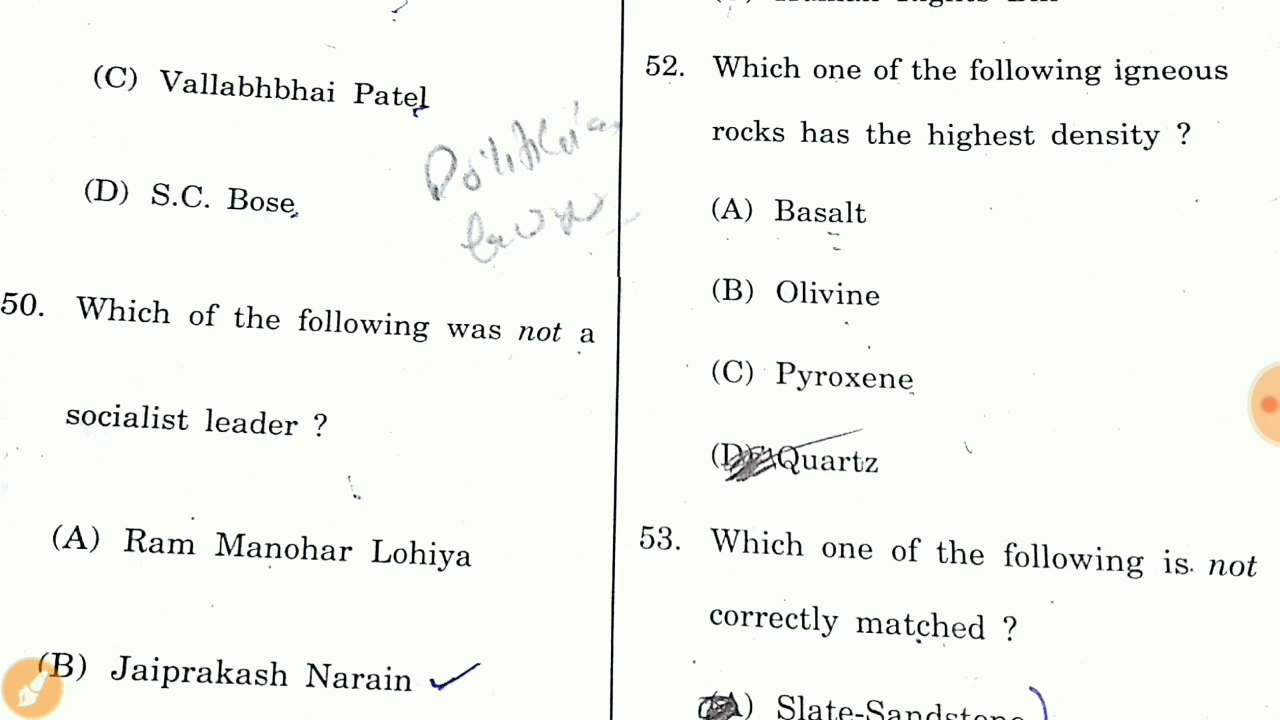 (C) Vallabhbhai Patel
(D) S.C. Bose
50. Which of the following was not a
socialist leader ?
(A) Ram Manohar Lohiya
(B) Jaiprakash Narain
52. Which one of the following igneous
rocks has the highest density ?
(A) Basalt
(B) Olivine
(C) Pyroxene
(D) Quartz
53. Which one of the following is not
correctly matched ?
(A) Slate-Sandstone